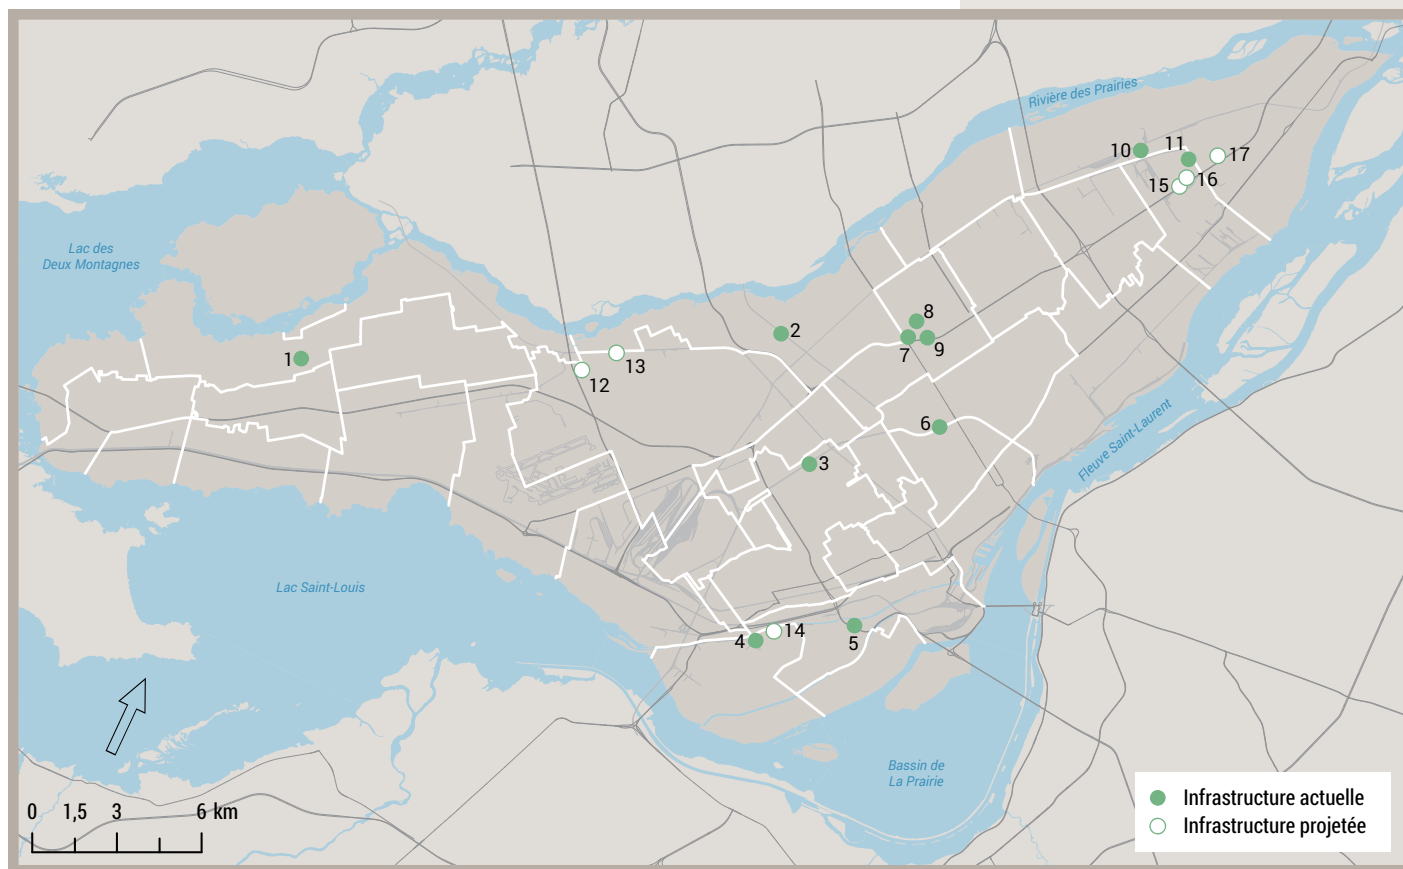 Rivière des Prairies
10
11
17
16
15
Lac des
Deux Montagnes
8
2
7
9
1
13
12
Fleuve Saint-Laurent
6
3
Lac Saint-Louis
14
4
5
Bassin de
La Prairie
0 1,5 3 6 km
Infrastructure actuelle
Infrastructure projetée